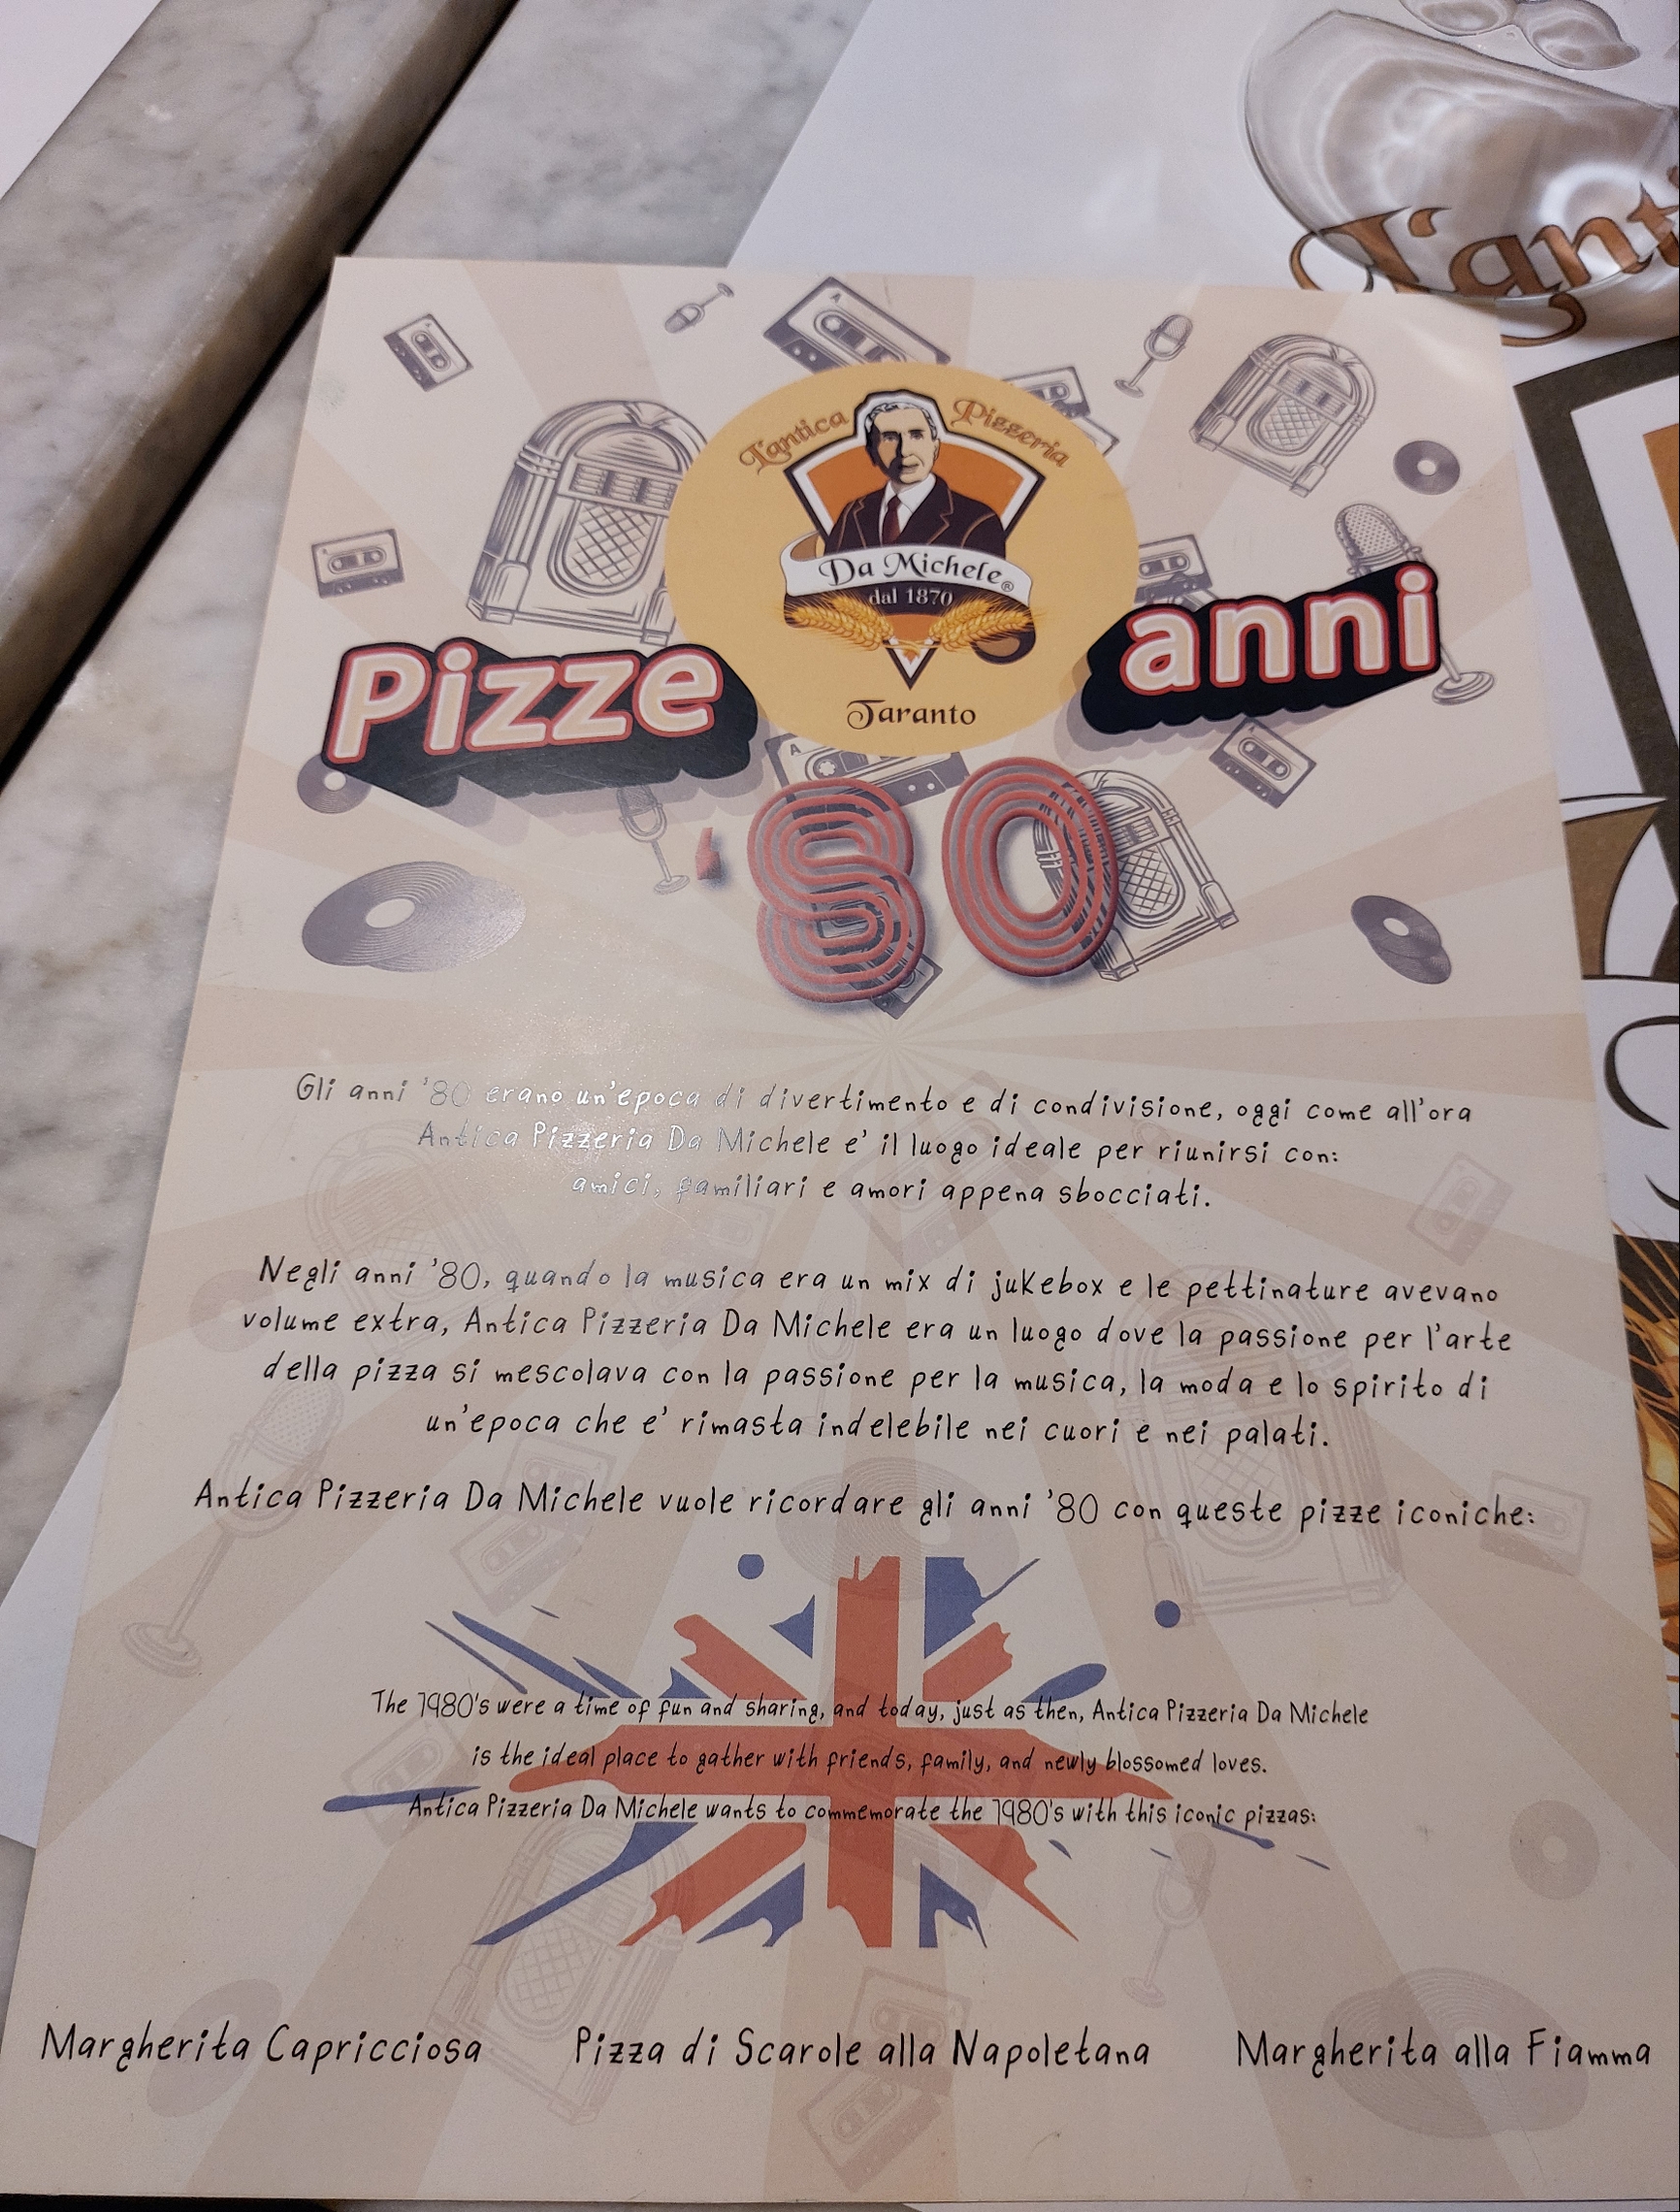 L'anti
L'antica Pizzeria
Da Michele®
dal 1870
Taranto
Pizze anni
'80
Gli anni '80 erano un'epoca di divertimento e di condivisione, oggi come all'ora
Antica Pizzeria Da Michele e' il luogo ideale per riunirsi con:
amici, familiari e amori appena sbocciati.
Negli anni '80, quando la musica era un mix di jukebox e le pettinature avevano
volume extra, Antica Pizzeria Da Michele era un luogo dove la passione per l'arte
della pizza si mescolava con la passione per la musica, la moda e lo spirito di
un'epoca che e' rimasta indelebile nei cuori e nei palati.
Antica Pizzeria Da Michele vuole ricordare gli anni '80 con queste pizze iconiche:
The 1980's were a time of fun and sharing, and today, just as then, Antica Pizzeria Da Michele
is the ideal place to gather with friends, family, and newly blossomed loves.
Antica Pizzeria Da Michele wants to commemorate the 1980's with this iconic pizzas:
Margherita Capricciosa Pizza di Scarole alla Napoletana Margherita alla Fiamma